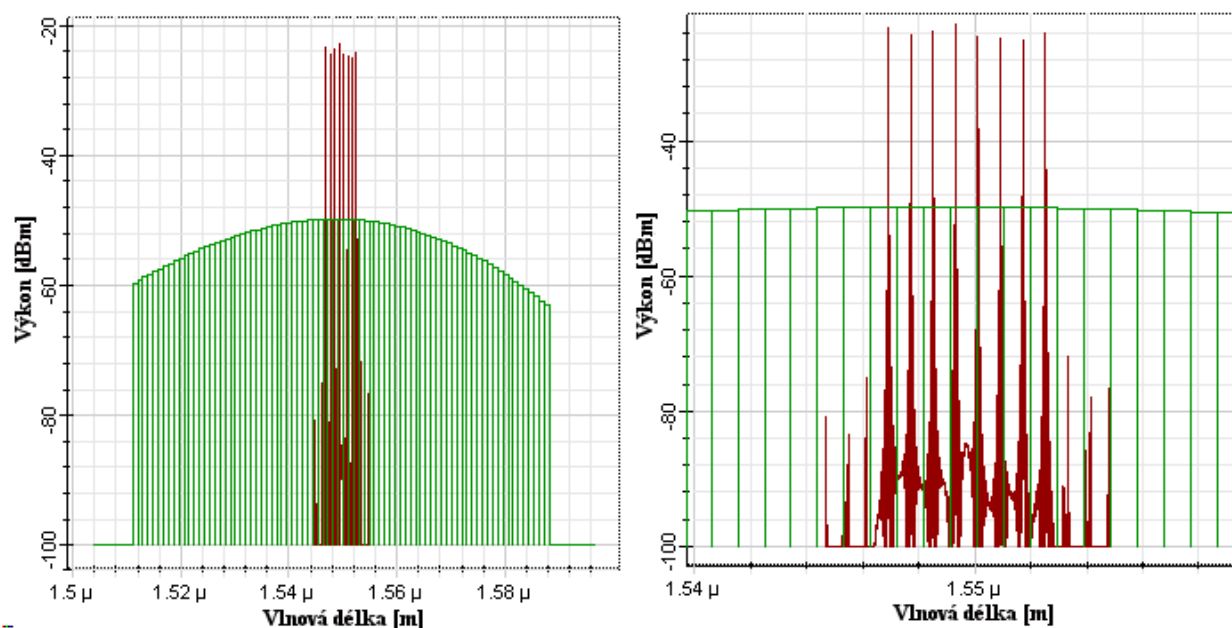 -20
-40
-60
-80
-100
Výkon [dBm]
1.5 µ 1.52 µ 1.54 µ 1.56 µ 1.58 µ
Vlnová délka [m]
-40
-60
-80
-100
Výkon [dBm]
1.54 µ 1.55 µ
Vlnová délka [m]